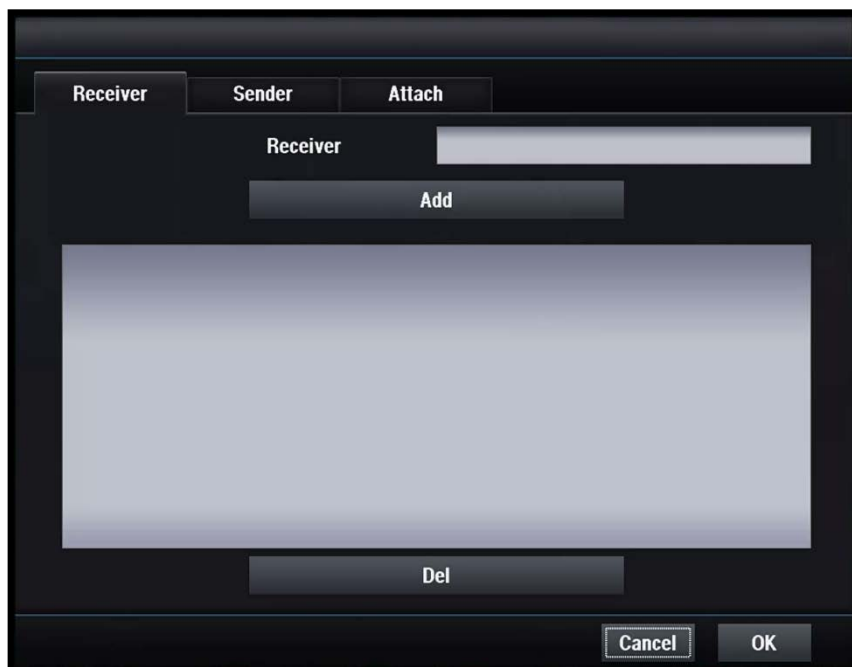 Receiver Sender Attach
Receiver
Add
Del
Cancel OK